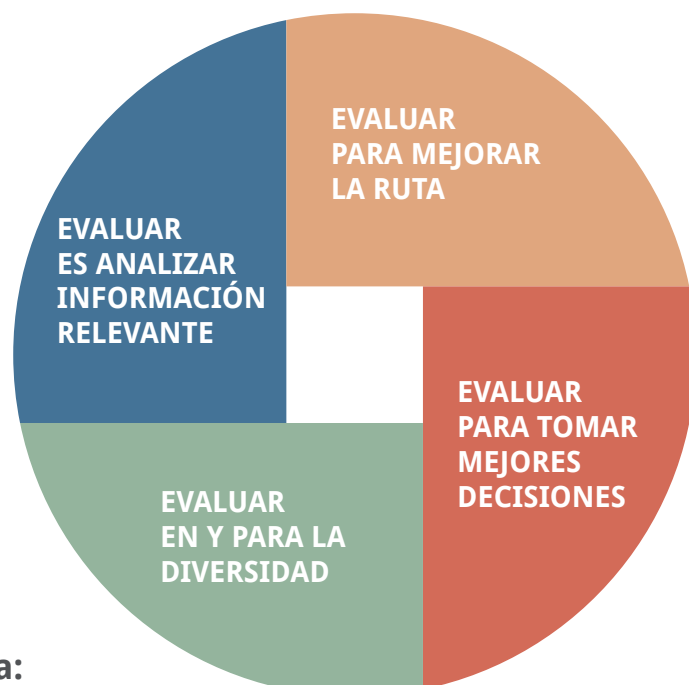 EVALUAR
PARA MEJORAR
LA RUTA
EVALUAR
ES ANALIZAR
INFORMACIÓN
RELEVANTE
EVALUAR
PARA TOMAR
MEJORES
DECISIONES
EVALUAR
EN Y PARA LA
DIVERSIDAD
a: